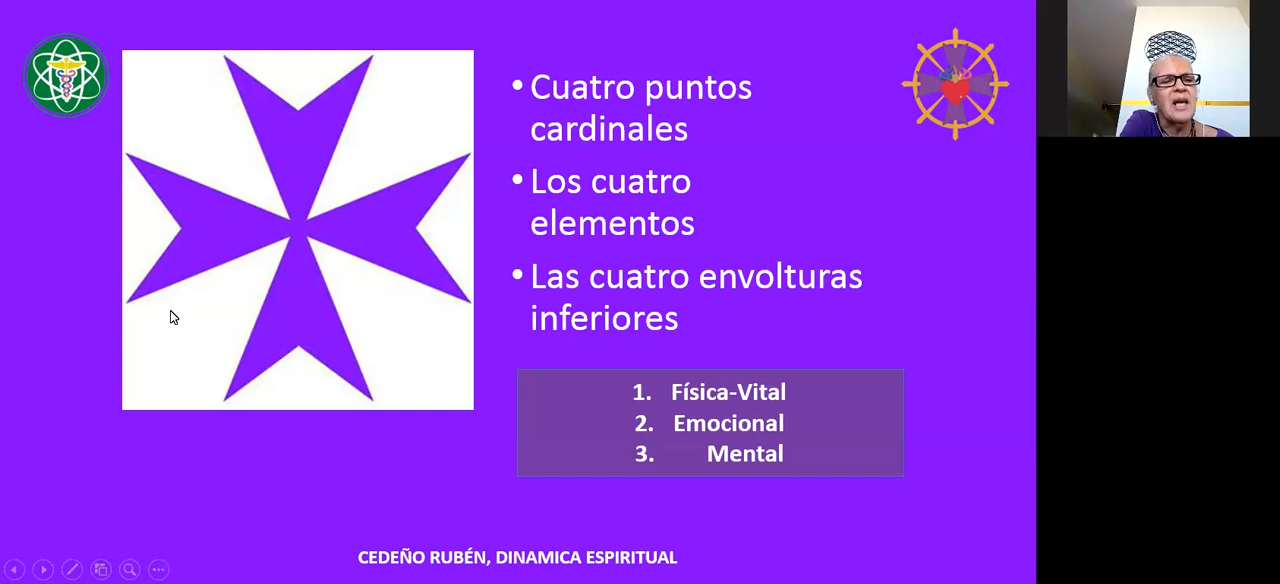 • Cuatro puntos
cardinales
• Los cuatro
elementos
• Las cuatro envolturas
inferiores
1. Física-Vital
2. Emocional
3. Mental
CEDEÑO RUBÉN, DINAMICA ESPIRITUAL